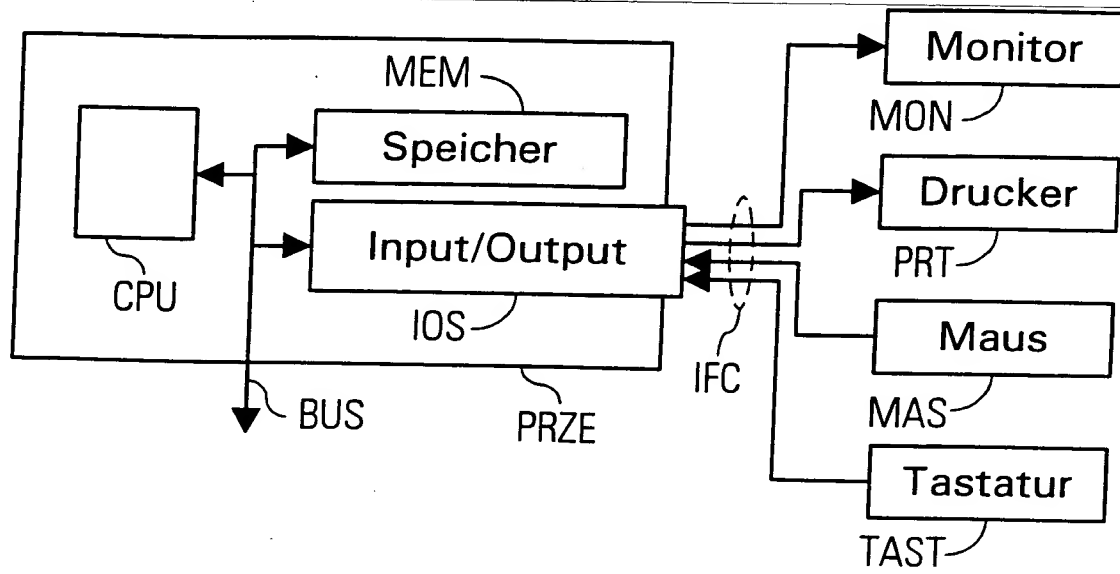 Monitor
MEM
MON
Speicher
Drucker
Input/Output
PRT
CPU
IOS
Maus
IFC
BUS
PRZE
MAS
Tastatur
TAST